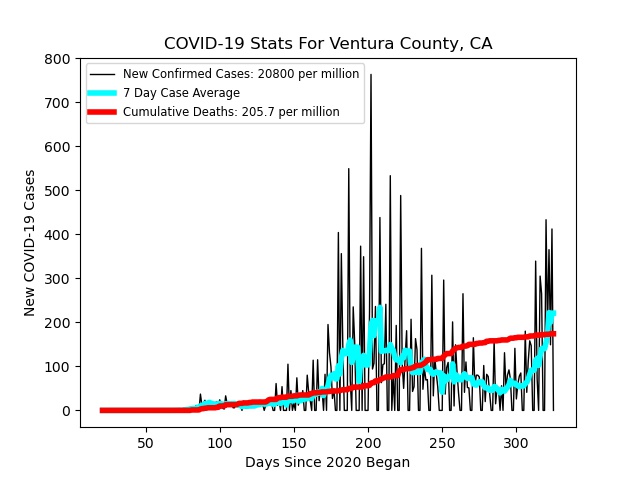 COVID-19 Stats For Ventura County, CA
New Confirmed Cases: 20800 per million
7 Day Case Average
Cumulative Deaths: 205.7 per million
New COVID-19 Cases
800
700
600
500
400
300
200
100
0
50 100 150 200 250 300
Days Since 2020 Began